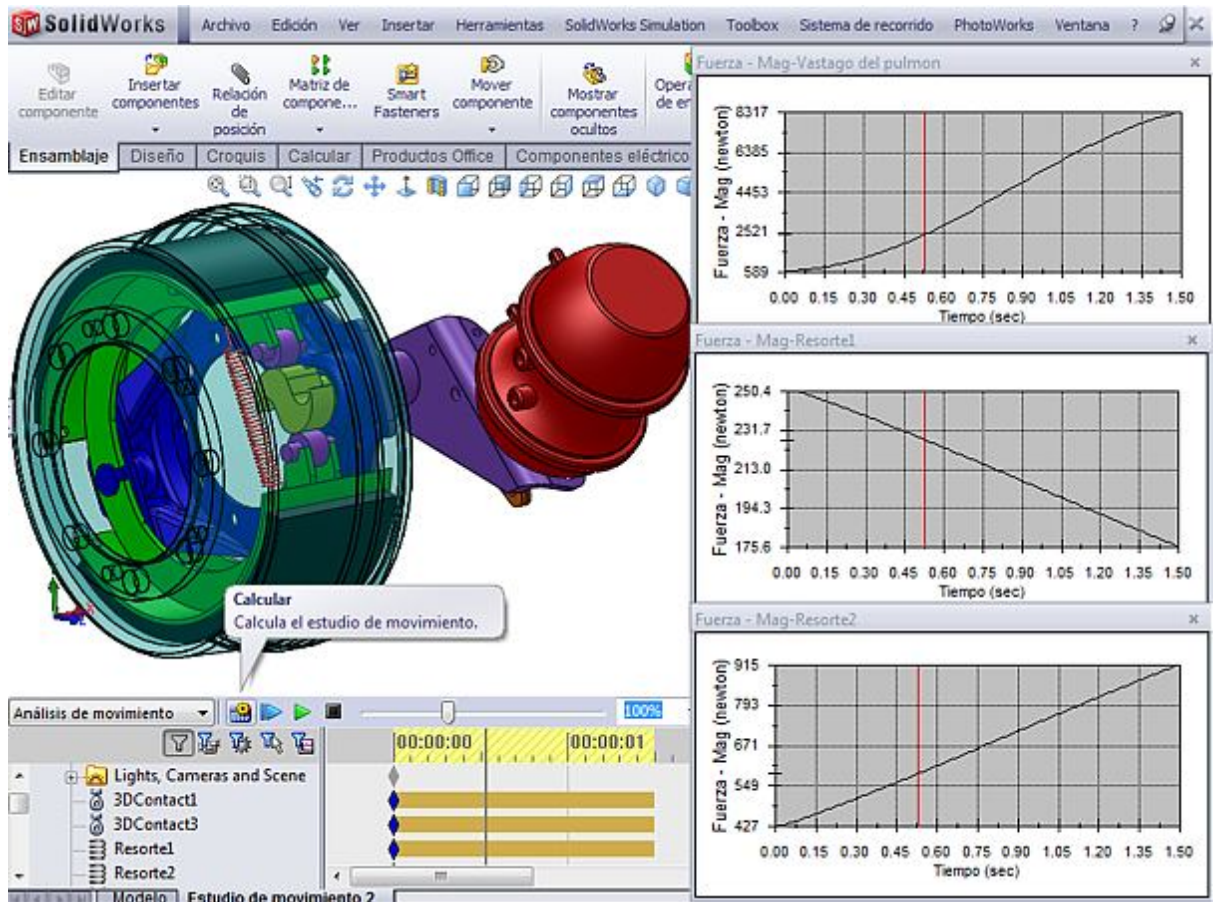 SolidWorks Archivo Edición Ver Insertar Herramientas SolidWorks Simulation Toolbox Sistema de recorrido PhotoWorks Ventana ?
Editar componente
Insertar componentes
Relación de posición
Matriz de compone...
Smart Fasteners
Mover componente
Mostrar componentes ocultos
Opera de en
Ensamblaje Diseño Croquis Calcular Productos Office Componentes eléctrico
Fuerza - Mag-Vastago del pulmon
Fuerza - Mag (newton)
8317
6385
4453
2521
589
0.00 0.15 0.30 0.45 0.60 0.75 0.90 1.05 1.20 1.35 1.50
Tiempo (sec)
Fuerza - Mag-Resorte1
Fuerza - Mag (newton)
250.4
231.7
213.0
194.3
175.6
0.00 0.15 0.30 0.45 0.60 0.75 0.90 1.05 1.20 1.35 1.50
Tiempo (sec)
Fuerza - Mag-Resorte2
Fuerza - Mag (newton)
915
793
671
549
427
0.00 0.15 0.30 0.45 0.60 0.75 0.90 1.05 1.20 1.35 1.50
Tiempo (sec)
Calcular
Calcula el estudio de movimiento.
Análisis de movimiento 100%
00:00:00 00:00:01
Lights, Cameras and Scene
3DContact1
3DContact3
Resorte1
Resorte2
Modelo Estudio de movimiento 2